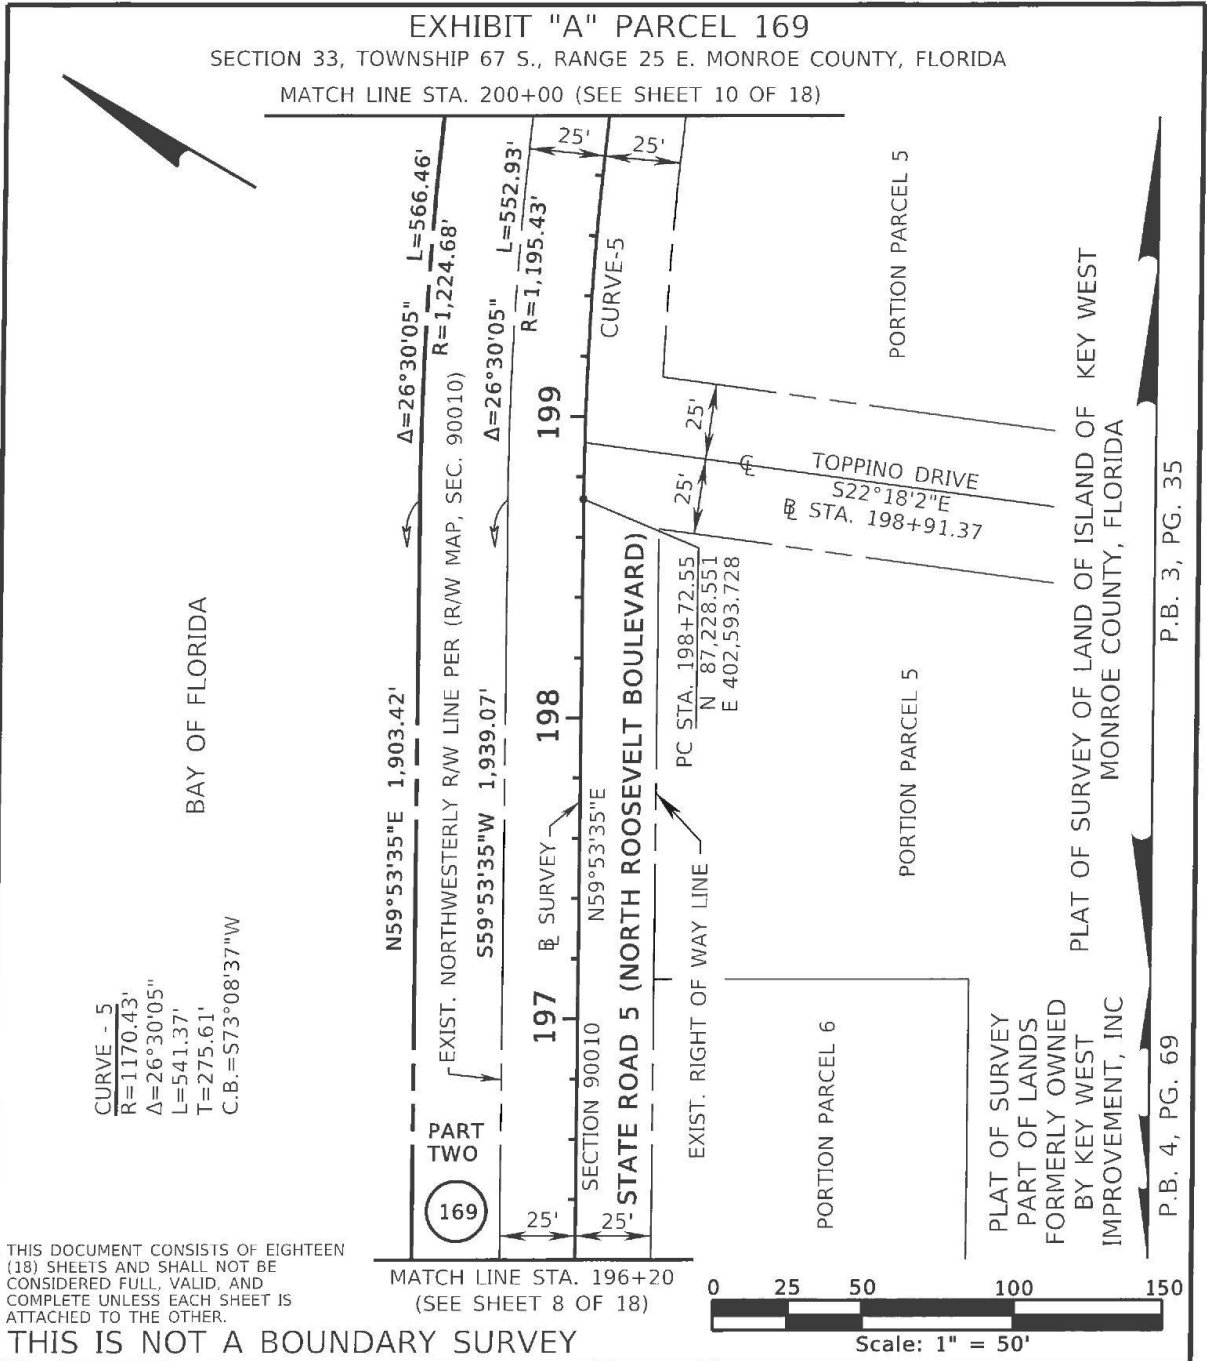 EXHIBIT "A" PARCEL 169
SECTION 33, TOWNSHIP 67 S., RANGE 25 E. MONROE COUNTY, FLORIDA
MATCH LINE STA. 200+00 (SEE SHEET 10 OF 18)
25'
25'
Δ=26°30'05" L=566.46'
R=1,224.68'
Δ=26°30'05" L=552.93'
R=1,195.43'
CURVE-5
PORTION PARCEL 5
199
25'
25'
℄
TOPPINO DRIVE
S22°18'2"E
BL STA. 198+91.37
PC STA. 198+72.55
N 87,228.551
E 402,593.728
BAY OF FLORIDA
N59°53'35"E 1,903.42'
EXIST. NORTHWESTERLY R/W LINE PER (R/W MAP, SEC. 90010)
S59°53'35"W 1,939.07'
198
BL SURVEY
N59°53'35"E
197
SECTION 90010
STATE ROAD 5 (NORTH ROOSEVELT BOULEVARD)
EXIST. RIGHT OF WAY LINE
PORTION PARCEL 5
PORTION PARCEL 6
PLAT OF SURVEY OF LAND OF ISLAND OF KEY WEST
MONROE COUNTY, FLORIDA
P.B. 3, PG. 35
PLAT OF SURVEY
PART OF LANDS
FORMERLY OWNED
BY KEY WEST
IMPROVEMENT, INC
P.B. 4, PG. 69
CURVE - 5
R=1170.43'
Δ=26°30'05"
L=541.37'
T=275.61'
C.B.=S73°08'37"W
PART
TWO
169
25'
25'
MATCH LINE STA. 196+20
(SEE SHEET 8 OF 18)
THIS DOCUMENT CONSISTS OF EIGHTEEN
(18) SHEETS AND SHALL NOT BE
CONSIDERED FULL, VALID, AND
COMPLETE UNLESS EACH SHEET IS
ATTACHED TO THE OTHER.
THIS IS NOT A BOUNDARY SURVEY
0 25 50 100 150
Scale: 1" = 50'